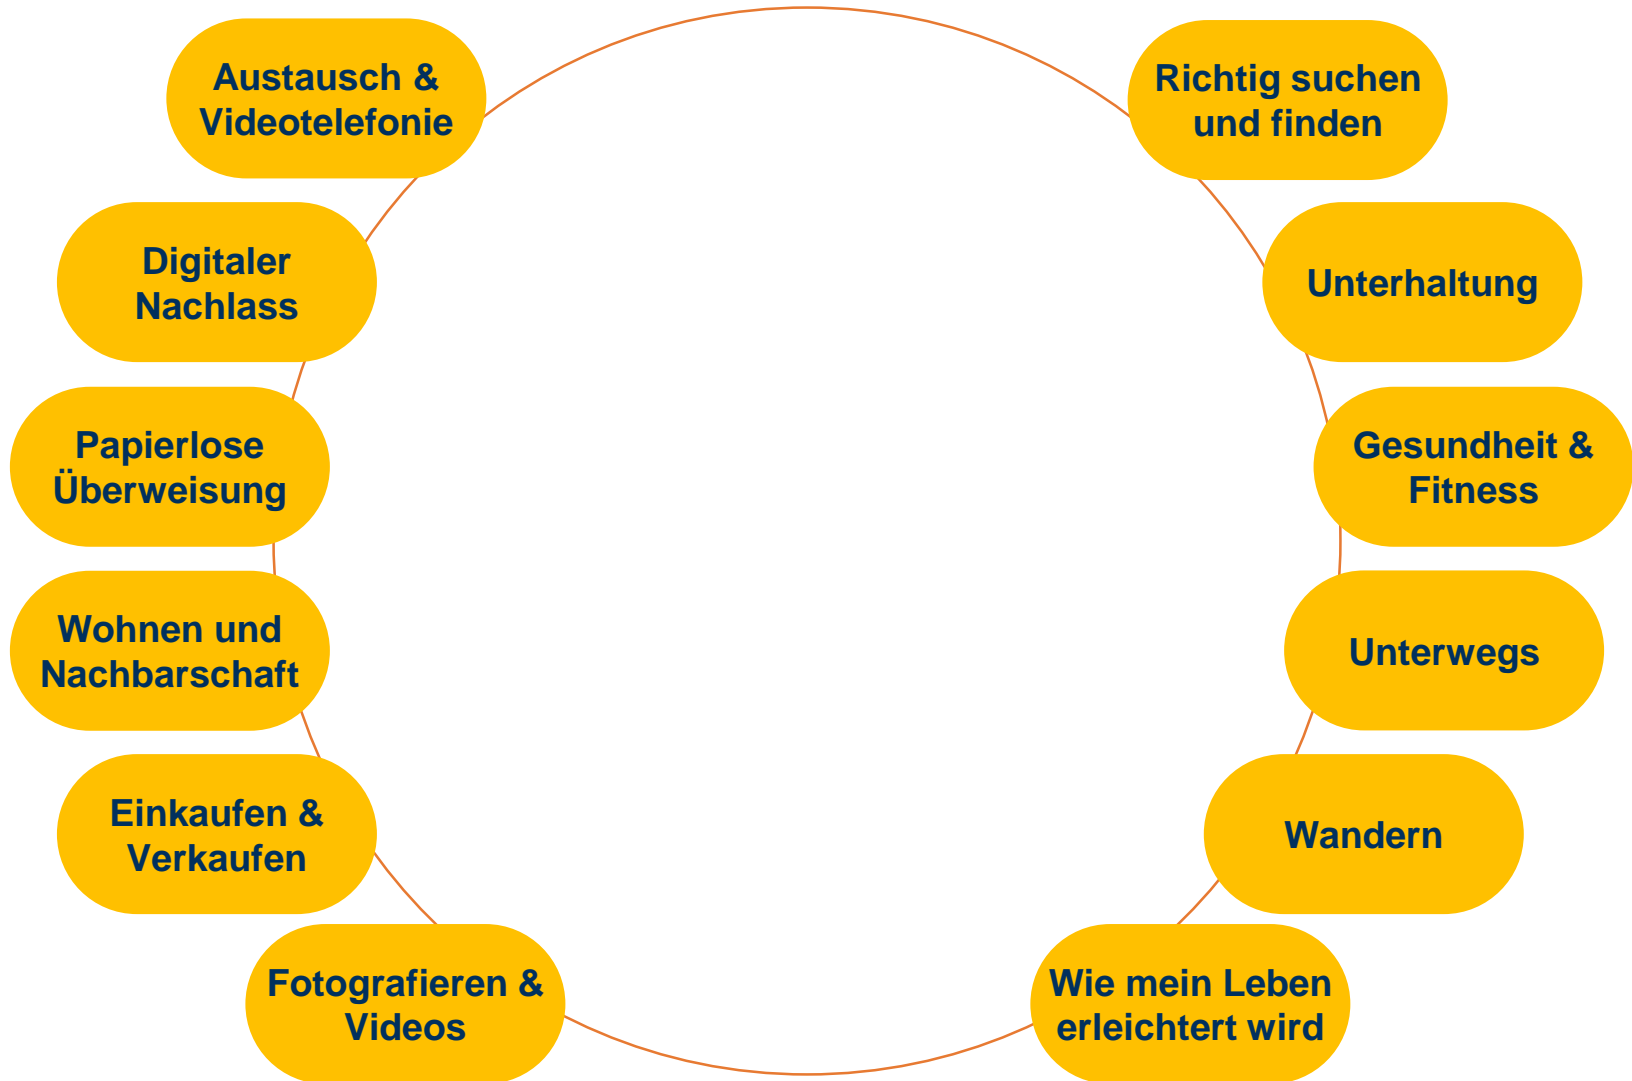 Austausch &
Videotelefonie
Richtig suchen
und finden
Digitaler
Nachlass
Unterhaltung
Papierlose
Überweisung
Gesundheit &
Fitness
Wohnen und
Nachbarschaft
Unterwegs
Einkaufen &
Verkaufen
Wandern
Fotografieren &
Videos
Wie mein Leben
erleichtert wird